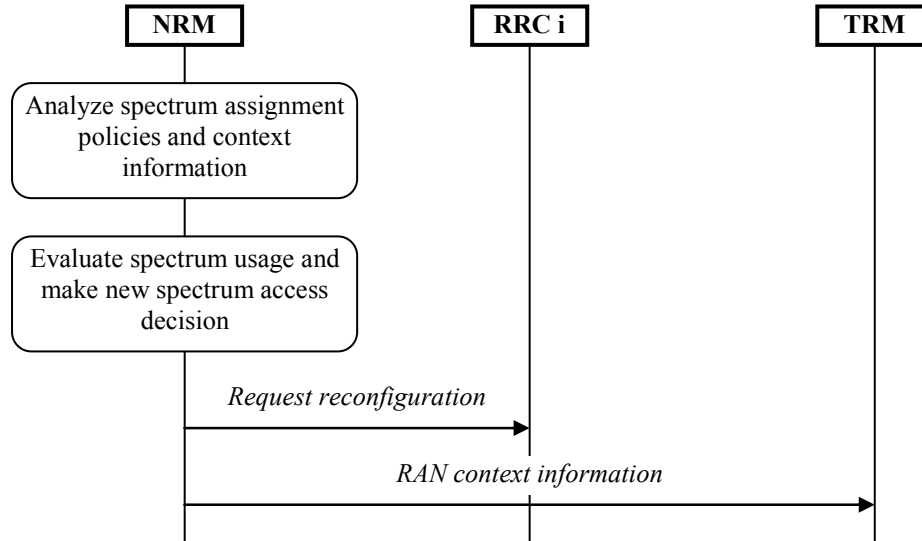 NRM
RRC i
TRM
Analyze spectrum assignment
policies and context
information
Evaluate spectrum usage and
make new spectrum access
decision
Request reconfiguration
RAN context information